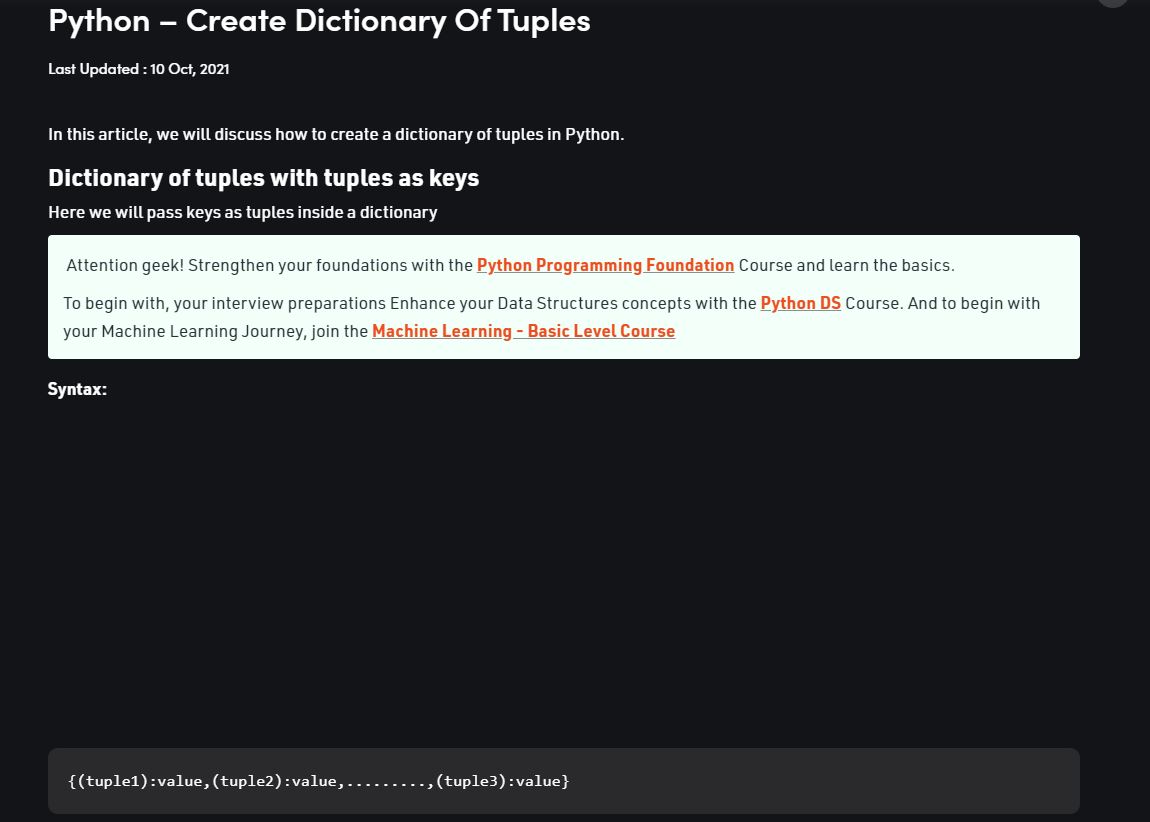 Python – Create Dictionary Of Tuples
Last Updated : 10 Oct, 2021
In this article, we will discuss how to create a dictionary of tuples in Python.
Dictionary of tuples with tuples as keys
Here we will pass keys as tuples inside a dictionary
Attention geek! Strengthen your foundations with the Python Programming Foundation Course and learn the basics.
To begin with, your interview preparations Enhance your Data Structures concepts with the Python DS Course. And to begin with
your Machine Learning Journey, join the Machine Learning - Basic Level Course
Syntax:
{(tuple1):value,(tuple2):value,.........,(tuple3):value}